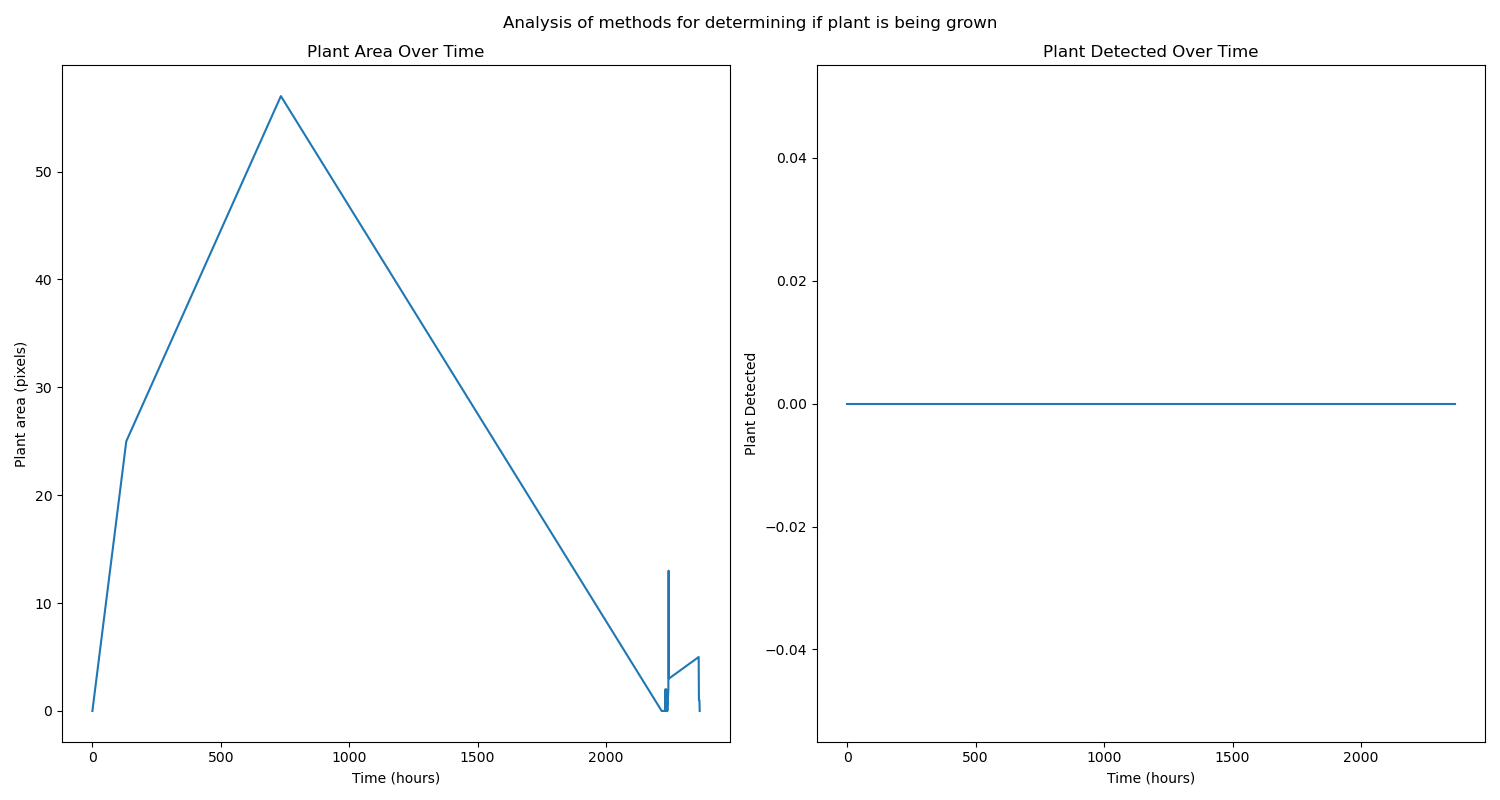 Analysis of methods for determining if plant is being grown
Plant Area Over Time
Plant area (pixels)
50
40
30
20
10
0
0 500 1000 1500 2000
Time (hours)
Plant Detected Over Time
Plant Detected
0.04
0.02
0.00
−0.02
−0.04
0 500 1000 1500 2000
Time (hours)